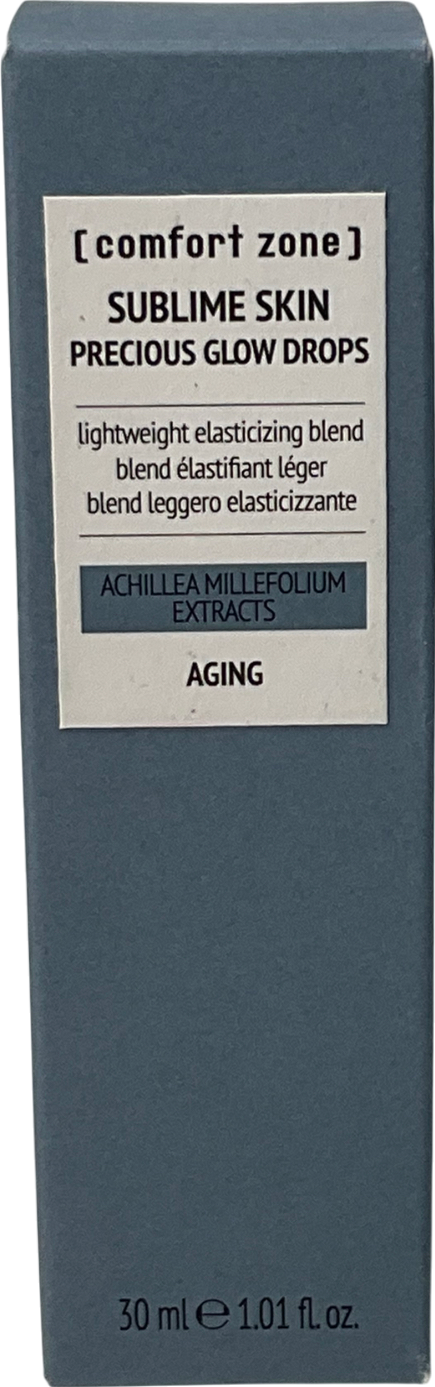 [comfort zone]
SUBLIME SKIN
PRECIOUS GLOW DROPS
lightweight elasticizing blend
blend élastifiant léger
blend leggero elasticizzante
ACHILLEA MILLEFOLIUM
EXTRACTS
AGING
30 ml ℮ 1.01 fl. oz.